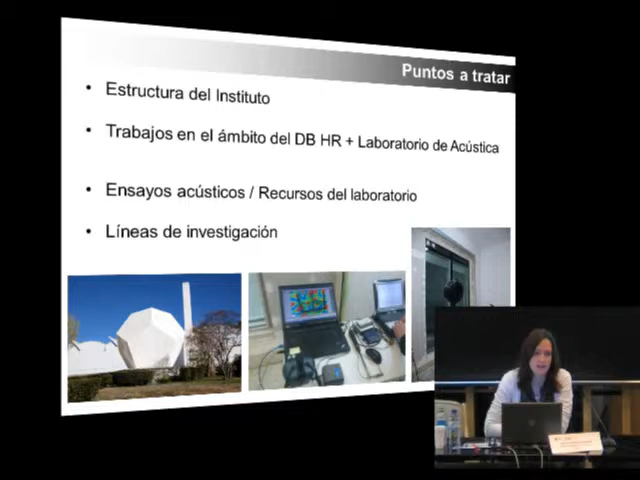 Puntos a tratar
• Estructura del Instituto
• Trabajos en el ámbito del DB HR + Laboratorio de Acústica
• Ensayos acústicos / Recursos del laboratorio
• Líneas de investigación